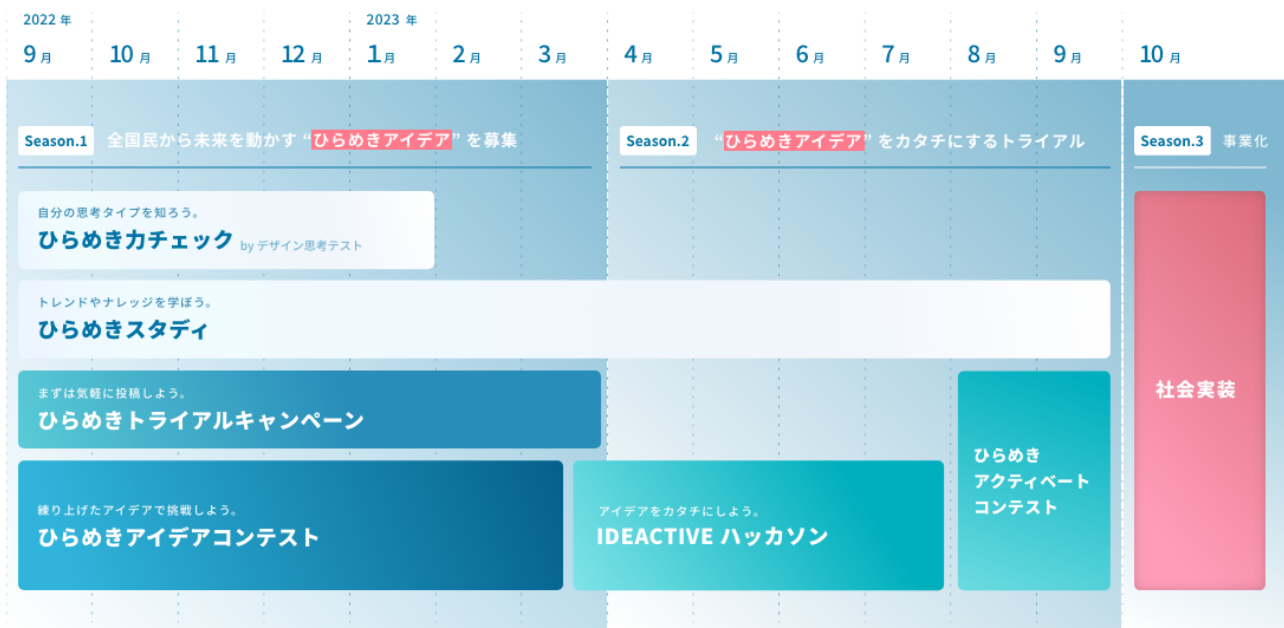 2022 年
2023 年
9 月
10 月
11 月
12 月
1 月
2 月
3 月
4 月
5 月
6 月
7 月
8 月
9 月
10 月
Season.1
全国民から未来を動かす “ひらめきアイデア” を募集
Season.2
“ひらめきアイデア” をカタチにするトライアル
Season.3
事業化
自分の思考タイプを知ろう。
ひらめき力チェック by デザイン思考テスト
トレンドやナレッジを学ぼう。
ひらめきスタディ
まずは気軽に投稿しよう。
ひらめきトライアルキャンペーン
練り上げたアイデアで挑戦しよう。
ひらめきアイデアコンテスト
アイデアをカタチにしよう。
IDEACTIVE ハッカソン
ひらめき
アクティベート
コンテスト
社会実装